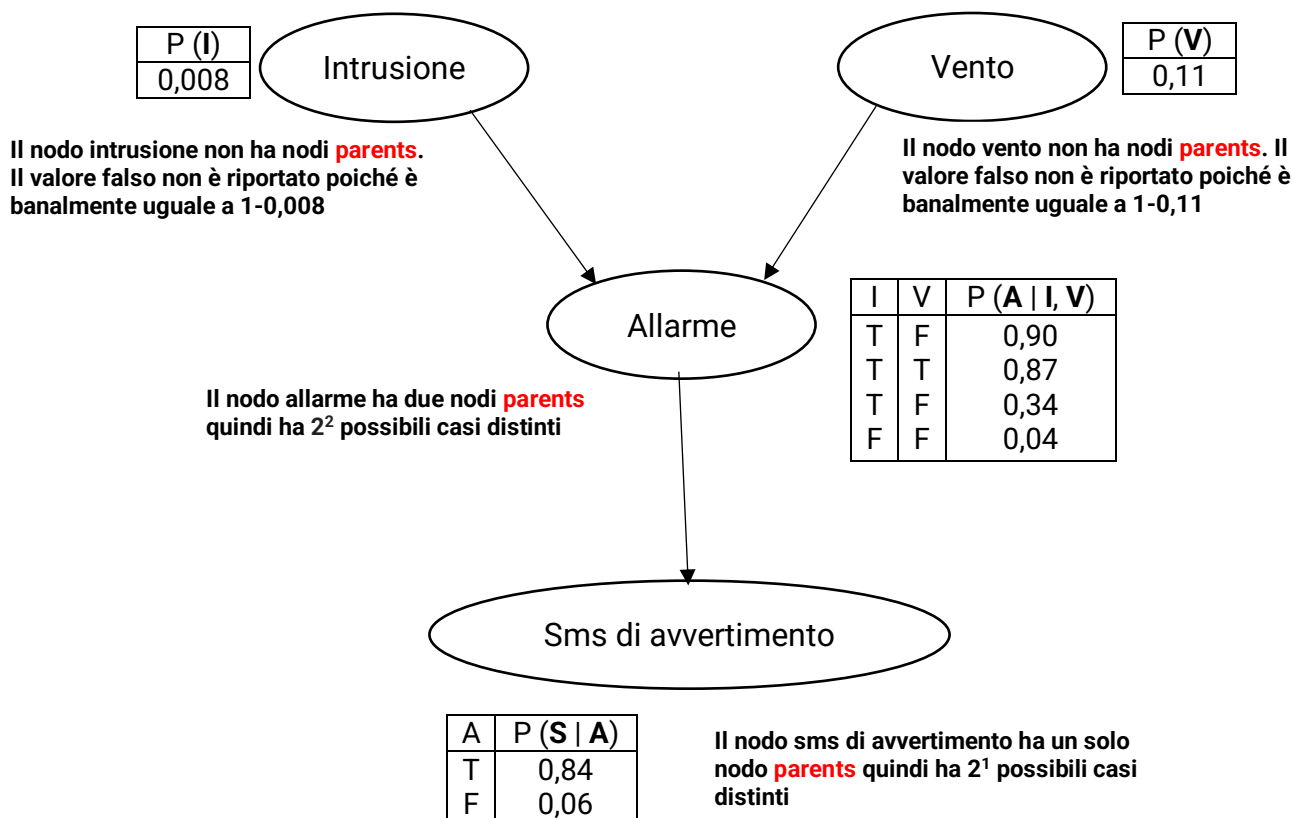 P (I)
0,008
Intrusione
Vento
P (V)
0,11
Il nodo intrusione non ha nodi parents.
Il valore falso non è riportato poiché è
banalmente uguale a 1-0,008
Il nodo vento non ha nodi parents. Il
valore falso non è riportato poiché è
banalmente uguale a 1-0,11
Allarme
I V P (A | I, V)
T F 0,90
T T 0,87
T F 0,34
F F 0,04
Il nodo allarme ha due nodi parents
quindi ha 2² possibili casi distinti
Sms di avvertimento
A P (S | A)
T 0,84
F 0,06
Il nodo sms di avvertimento ha un solo
nodo parents quindi ha 2¹ possibili casi
distinti